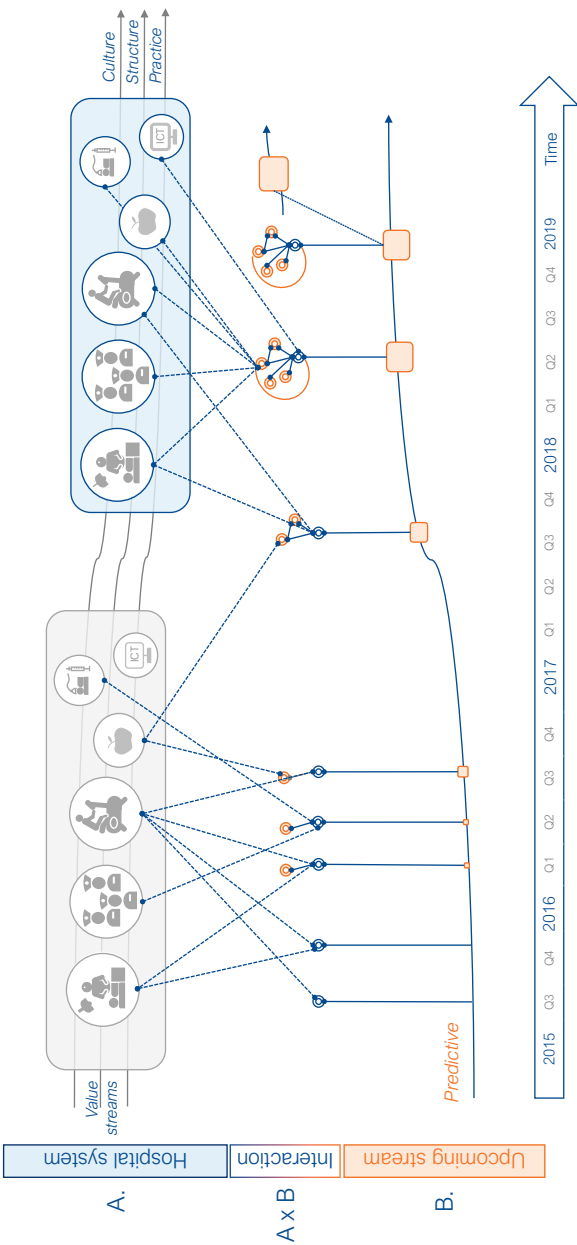 A.
Hospital system
A x B
Interaction
B.
Upcoming stream
Value
streams
Culture
Structure
Practice
ICT
ICT
Predictive
2015
Q3
Q4
2016
Q1
Q2
Q3
Q4
2017
Q1
Q2
Q3
Q4
2018
Q1
Q2
Q3
Q4
2019
Time